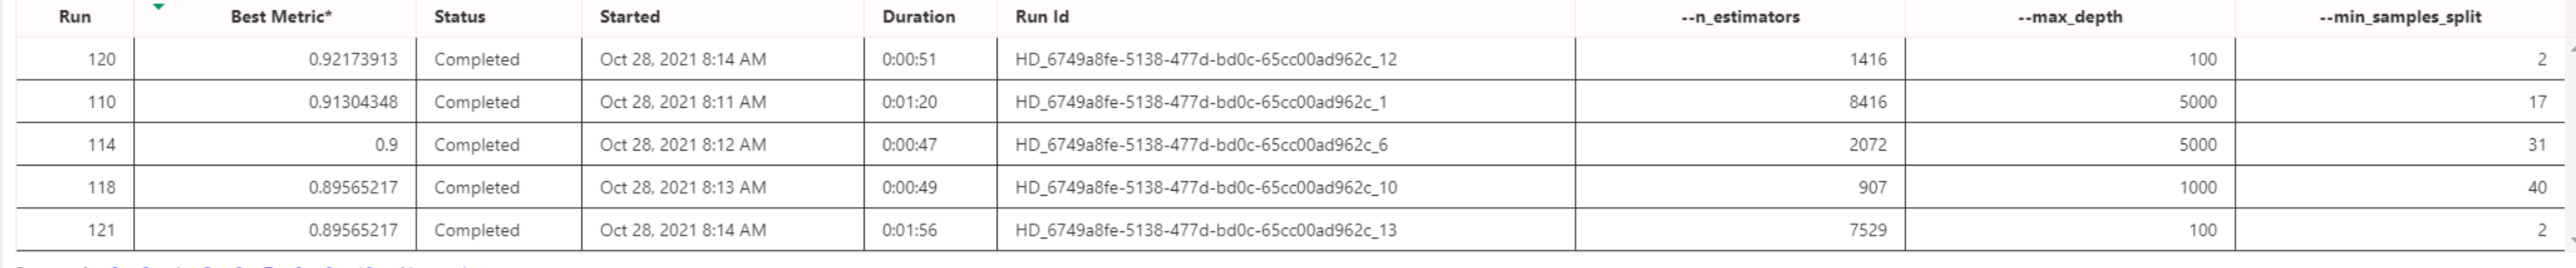 Run Best Metric* Status Started Duration Run Id --n_estimators --max_depth --min_samples_split
120 0.92173913 Completed Oct 28, 2021 8:14 AM 0:00:51 HD_6749a8fe-5138-477d-bd0c-65cc00ad962c_12 1416 100 2
110 0.91304348 Completed Oct 28, 2021 8:11 AM 0:01:20 HD_6749a8fe-5138-477d-bd0c-65cc00ad962c_1 8416 5000 17
114 0.9 Completed Oct 28, 2021 8:12 AM 0:00:47 HD_6749a8fe-5138-477d-bd0c-65cc00ad962c_6 2072 5000 31
118 0.89565217 Completed Oct 28, 2021 8:13 AM 0:00:49 HD_6749a8fe-5138-477d-bd0c-65cc00ad962c_10 907 1000 40
121 0.89565217 Completed Oct 28, 2021 8:14 AM 0:01:56 HD_6749a8fe-5138-477d-bd0c-65cc00ad962c_13 7529 100 2